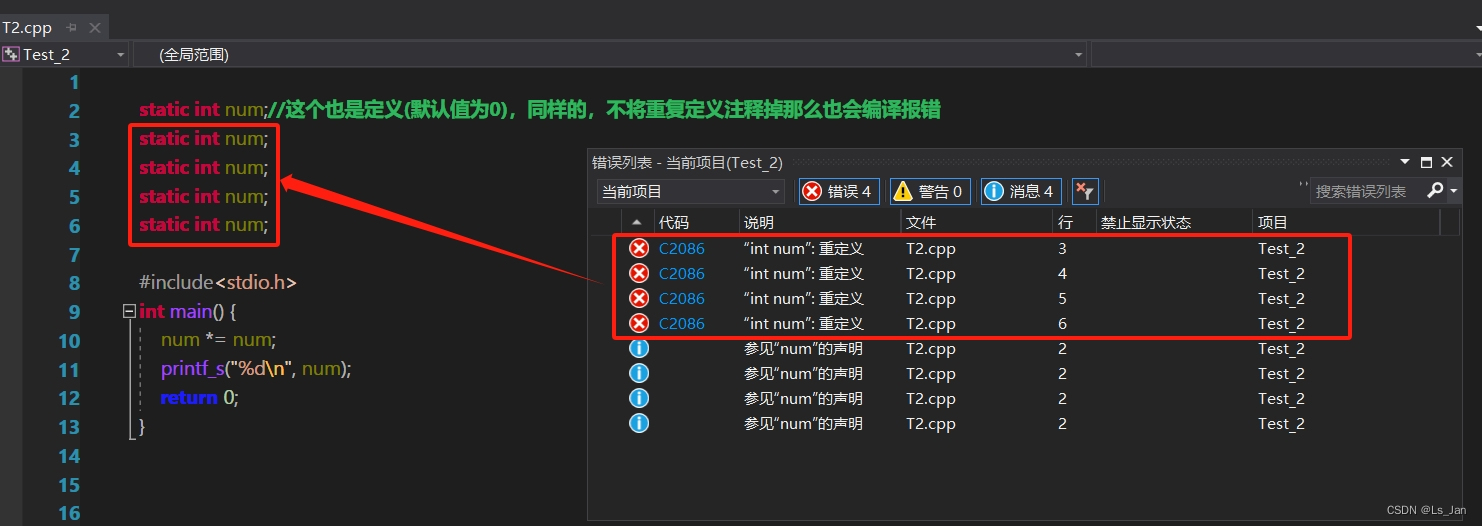 T2.cpp
Test_2
(全局范围)
1
2 static int num;//这个也是定义(默认值为0)，同样的，不将重复定义注释掉那么也会编译报错
3 static int num;
4 static int num;
5 static int num;
6 static int num;
7
8 #include<stdio.h>
9 int main() {
10 num *= num;
11 printf_s("%d\n", num);
12 return 0;
13 }
14
15
16
错误列表 - 当前项目(Test_2)
当前项目 错误 4 警告 0 消息 4 搜索错误列表
代码 说明 文件 行 禁止显示状态 项目
C2086 “int num”: 重定义 T2.cpp 3 Test_2
C2086 “int num”: 重定义 T2.cpp 4 Test_2
C2086 “int num”: 重定义 T2.cpp 5 Test_2
C2086 “int num”: 重定义 T2.cpp 6 Test_2
参见“num”的声明 T2.cpp 2 Test_2
参见“num”的声明 T2.cpp 2 Test_2
参见“num”的声明 T2.cpp 2 Test_2
参见“num”的声明 T2.cpp 2 Test_2
CSDN @Ls_Jan